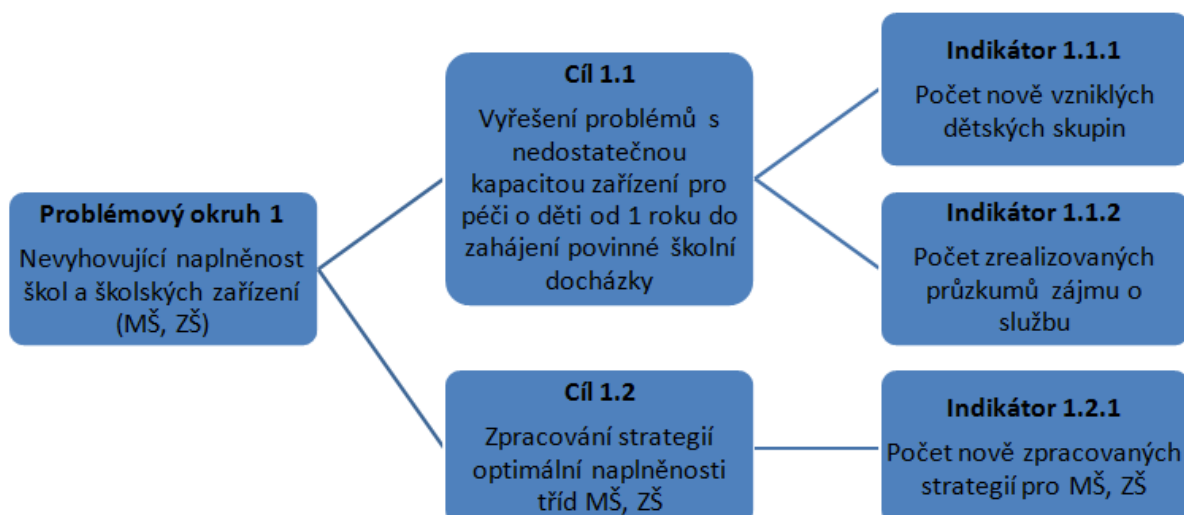 Problémový okruh 1
Nevyhovující naplněnost
škol a školských zařízení
(MŠ, ZŠ)
Cíl 1.1
Vyřešení problémů s
nedostatečnou
kapacitou zařízení pro
péči o děti od 1 roku do
zahájení povinné školní
docházky
Cíl 1.2
Zpracování strategií
optimální naplněnosti
tříd MŠ, ZŠ
Indikátor 1.1.1
Počet nově vzniklých
dětských skupin
Indikátor 1.1.2
Počet zrealizovaných
průzkumů zájmu o
službu
Indikátor 1.2.1
Počet nově zpracovaných
strategií pro MŠ, ZŠ